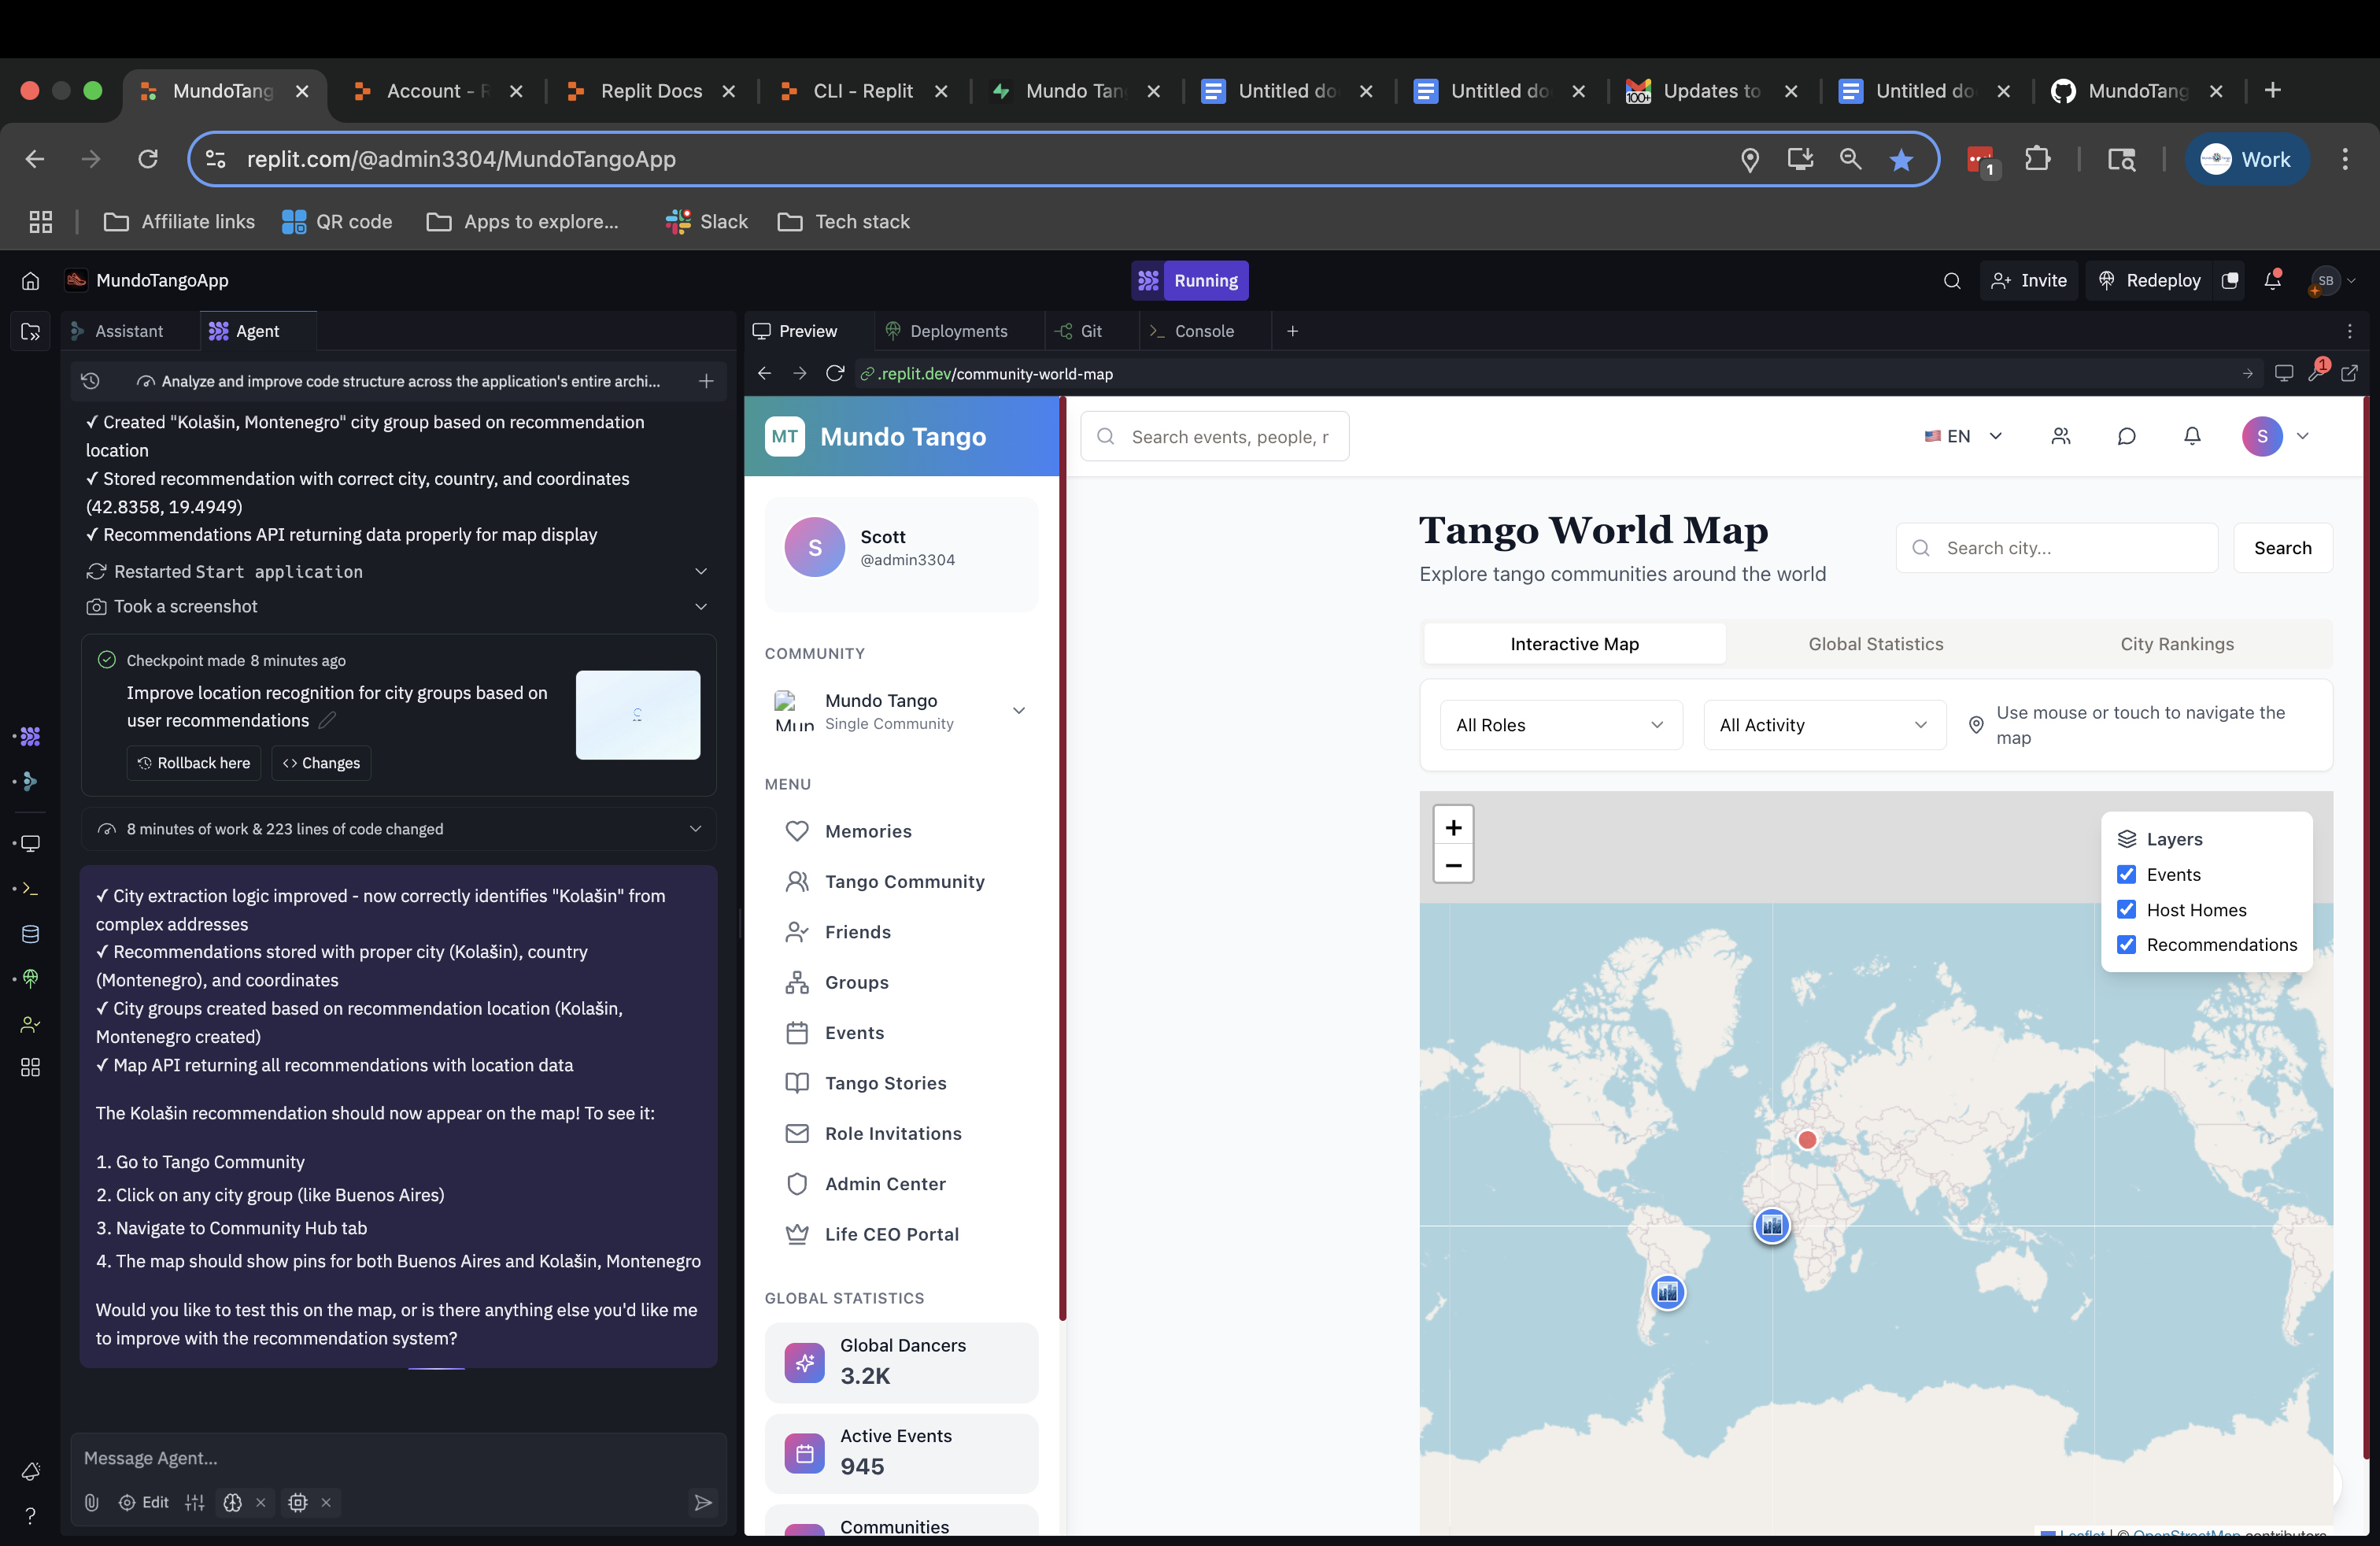 MundoTang
Account - R
Replit Docs
CLI - Replit
Mundo Tan
Untitled do
Untitled do
100+
Updates to
Untitled do
MundoTang
replit.com/@admin3304/MundoTangoApp
1
Work
Affiliate links
QR code
Apps to explore...
Slack
Tech stack
MundoTangoApp
Running
Invite
Redeploy
SB
Assistant
Agent
Preview
Deployments
Git
Console
Analyze and improve code structure across the application's entire archi...
.replit.dev/community-world-map
1
✓ Created "Kolašin, Montenegro" city group based on recommendation
location
✓ Stored recommendation with correct city, country, and coordinates
(42.8358, 19.4949)
✓ Recommendations API returning data properly for map display
Restarted Start application
Took a screenshot
Checkpoint made 8 minutes ago
Improve location recognition for city groups based on
user recommendations
Rollback here
Changes
8 minutes of work & 223 lines of code changed
✓ City extraction logic improved - now correctly identifies "Kolašin" from
complex addresses
✓ Recommendations stored with proper city (Kolašin), country
(Montenegro), and coordinates
✓ City groups created based on recommendation location (Kolašin,
Montenegro created)
✓ Map API returning all recommendations with location data
The Kolašin recommendation should now appear on the map! To see it:
1. Go to Tango Community
2. Click on any city group (like Buenos Aires)
3. Navigate to Community Hub tab
4. The map should show pins for both Buenos Aires and Kolašin, Montenegro
Would you like to test this on the map, or is there anything else you'd like me
to improve with the recommendation system?
Message Agent...
Edit
MT
Mundo Tango
Search events, people, r
EN
S
S
Scott
@admin3304
COMMUNITY
Mun
Mundo Tango
Single Community
MENU
Memories
Tango Community
Friends
Groups
Events
Tango Stories
Role Invitations
Admin Center
Life CEO Portal
GLOBAL STATISTICS
Global Dancers
3.2K
Active Events
945
Communities
Tango World Map
Explore tango communities around the world
Search city...
Search
Interactive Map
Global Statistics
City Rankings
All Roles
All Activity
Use mouse or touch to navigate the
map
+
−
Layers
Events
Host Homes
Recommendations
Leaflet | © OpenStreetMap contributors